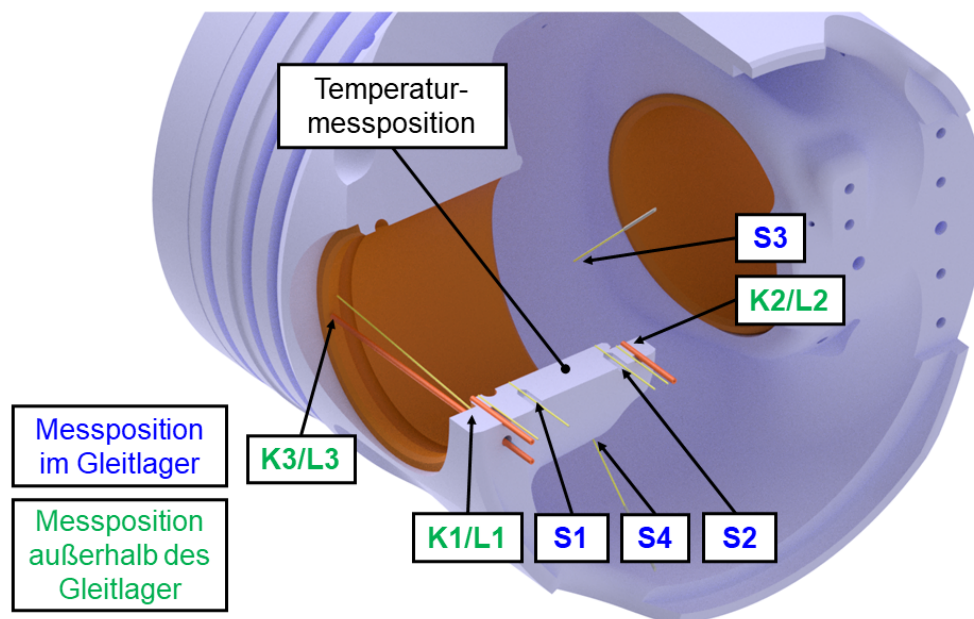 Temperatur-
messposition
S3
K2/L2
Messposition
im Gleitlager
K3/L3
Messposition
außerhalb des
Gleitlager
K1/L1
S1
S4
S2